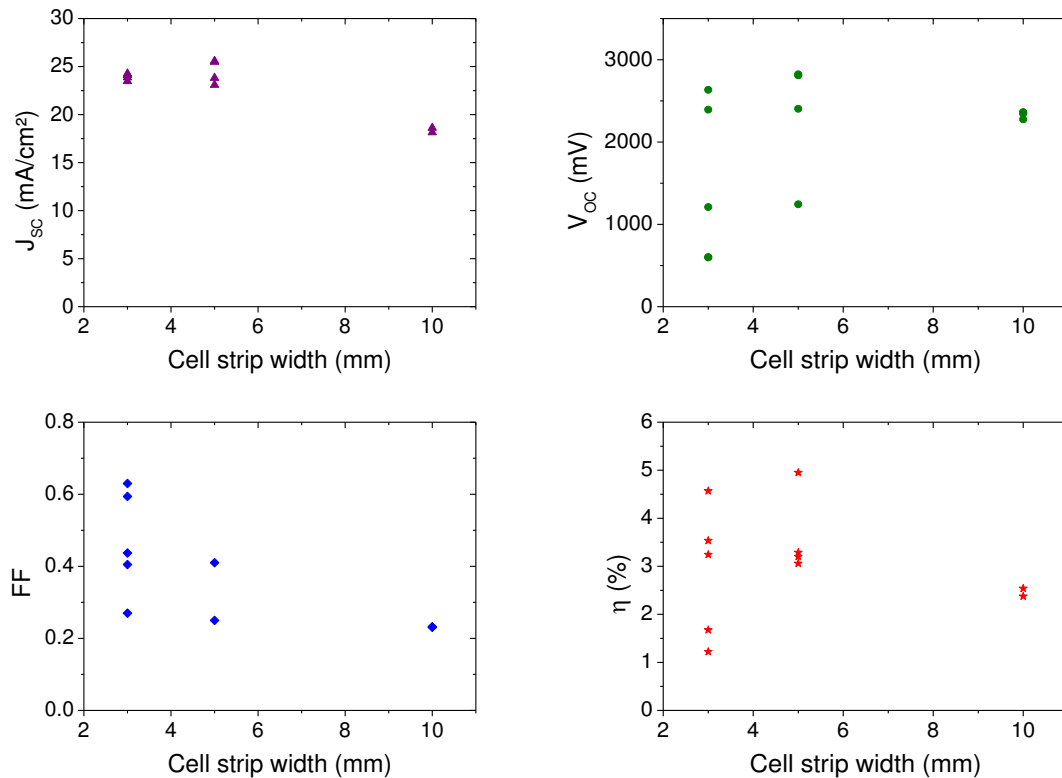 30
25
20
15
10
5
0
J_SC (mA/cm²)
2 4 6 8 10
Cell strip width (mm)
3000
2000
1000
0
V_OC (mV)
2 4 6 8 10
Cell strip width (mm)
0.8
0.6
0.4
0.2
0.0
FF
2 4 6 8 10
Cell strip width (mm)
6
5
4
3
2
1
0
η (%)
2 4 6 8 10
Cell strip width (mm)